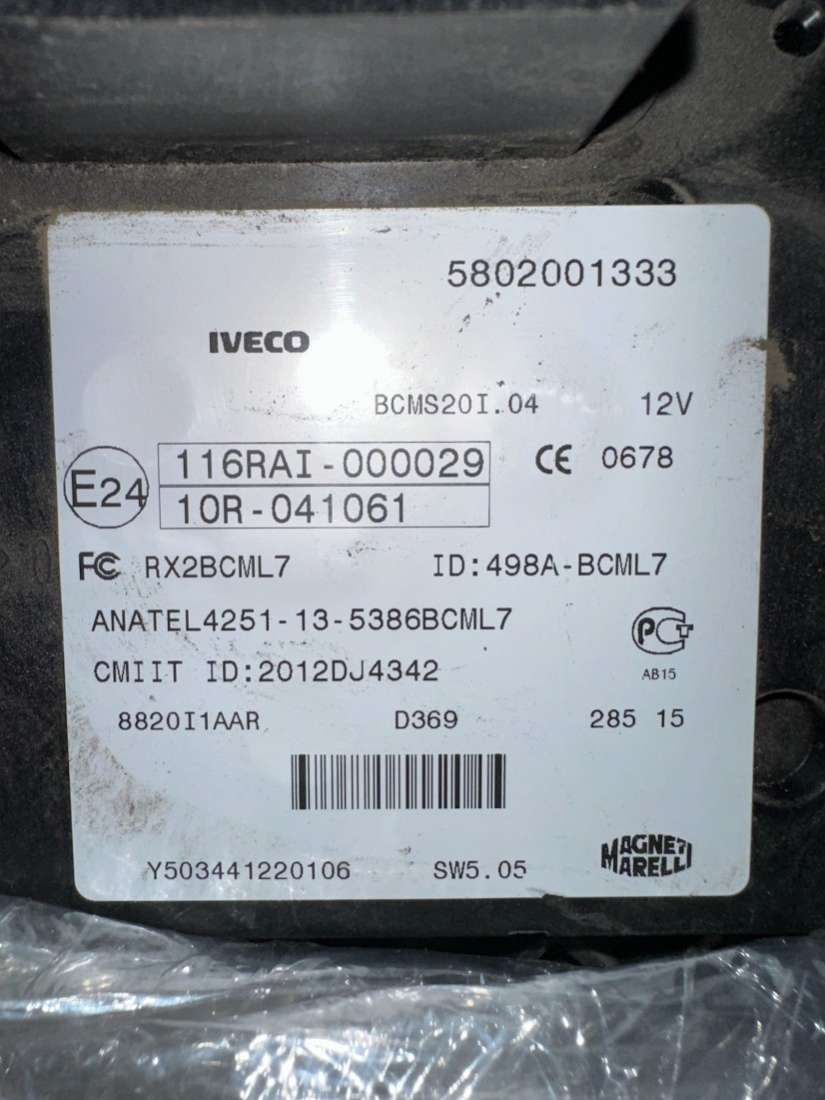 5802001333
IVECO
BCMS20I.04 12V
E24 116RAI-000029 CE 0678
10R-041061
FC RX2BCML7 ID:498A-BCML7
ANATEL4251-13-5386BCML7
PCT
CMIIT ID:2012DJ4342 AB15
8820I1AAR D369 285 15
MAGNETI
MARELLI
Y503441220106 SW5.05